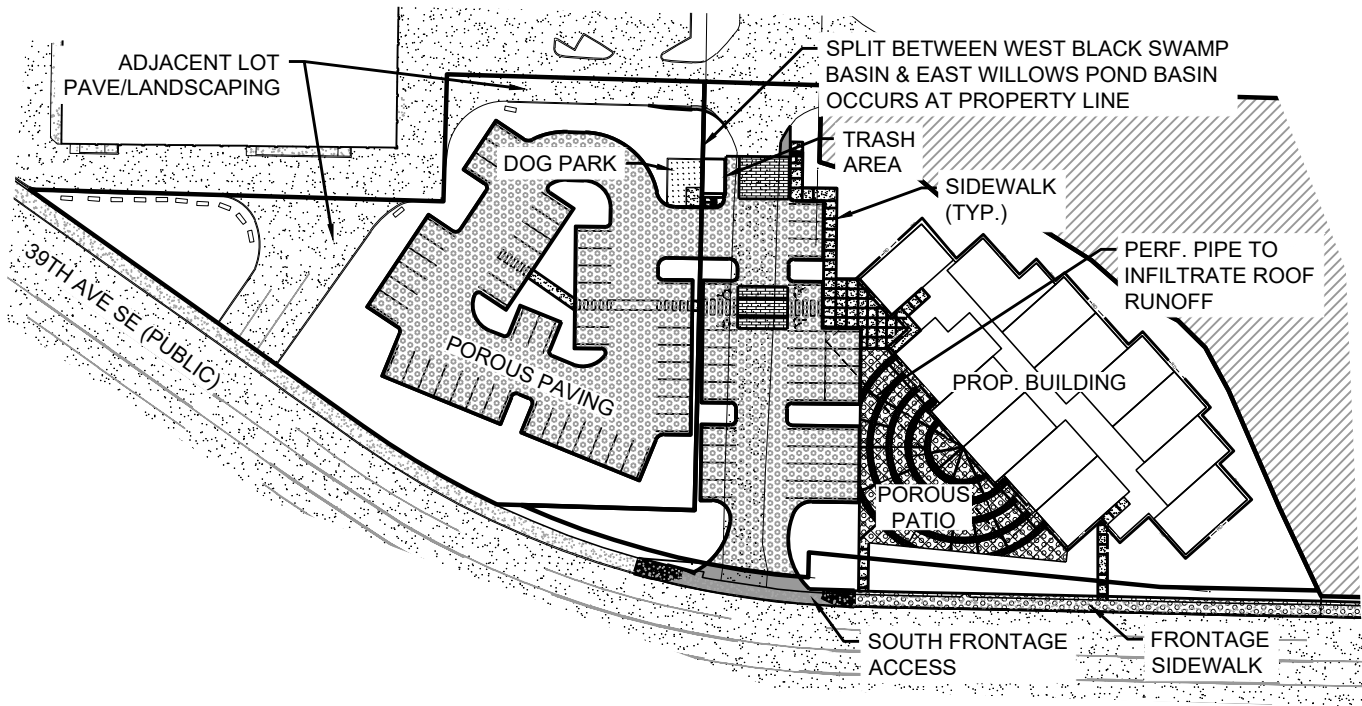 ADJACENT LOT
PAVE/LANDSCAPING
SPLIT BETWEEN WEST BLACK SWAMP
BASIN & EAST WILLOWS POND BASIN
OCCURS AT PROPERTY LINE
DOG PARK
TRASH
AREA
SIDEWALK
(TYP.)
PERF. PIPE TO
INFILTRATE ROOF
RUNOFF
39TH AVE SE (PUBLIC)
POROUS PAVING
PROP. BUILDING
POROUS
PATIO
SOUTH FRONTAGE
ACCESS
FRONTAGE
SIDEWALK